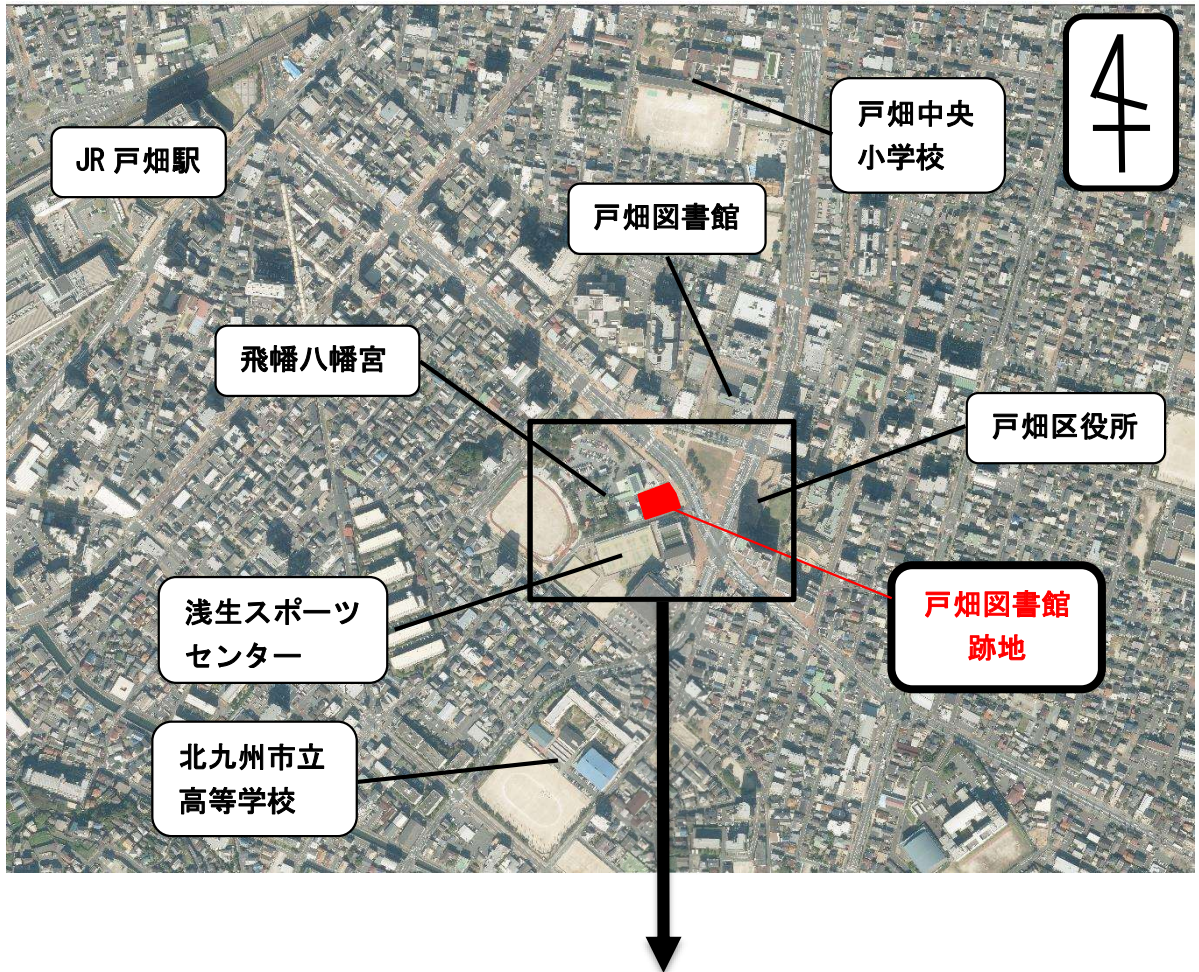 戸畑中央
小学校
JR 戸畑駅
戸畑図書館
飛幡八幡宮
戸畑区役所
浅生スポーツ
センター
戸畑図書館
跡地
北九州市立
高等学校